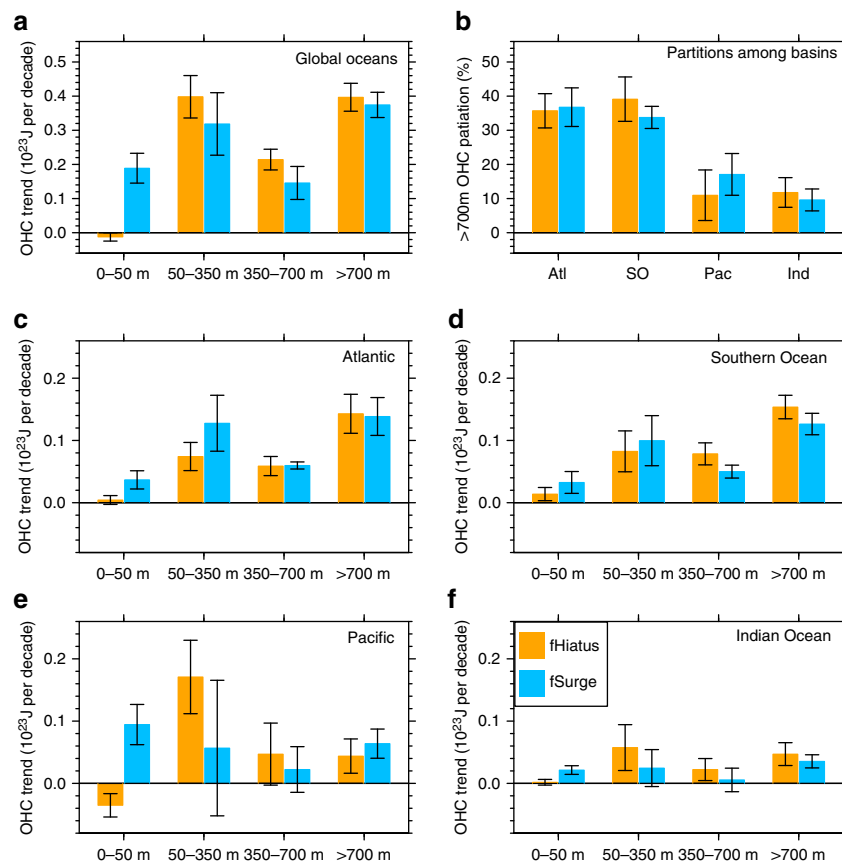 a
Global oceans
OHC trend (10²³J per decade)
0.5
0.4
0.3
0.2
0.1
0.0
0–50 m 50–350 m 350–700 m >700 m
b
Partitions among basins
>700m OHC patiation (%)
50
40
30
20
10
0
Atl SO Pac Ind
c
Atlantic
OHC trend (10²³J per decade)
0.2
0.1
0.0
0–50 m 50–350 m 350–700 m >700 m
d
Southern Ocean
OHC trend (10²³J per decade)
0.2
0.1
0.0
0–50 m 50–350 m 350–700 m >700 m
e
Pacific
OHC trend (10²³J per decade)
0.2
0.1
0.0
0–50 m 50–350 m 350–700 m >700 m
f
fHiatus
fSurge
Indian Ocean
OHC trend (10²³J per decade)
0.2
0.1
0.0
0–50 m 50–350 m 350–700 m >700 m